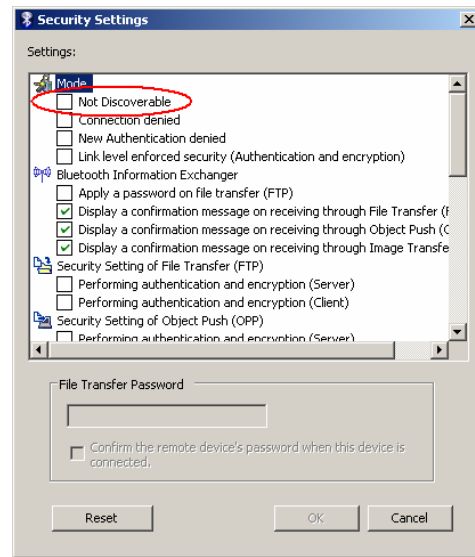 Security Settings
Settings:
Mode
Not Discoverable
Connection denied
New Authentication denied
Link level enforced security (Authentication and encryption)
Bluetooth Information Exchanger
Apply a password on file transfer (FTP)
Display a confirmation message on receiving through File Transfer (F
Display a confirmation message on receiving through Object Push (O
Display a confirmation message on receiving through Image Transfe
Security Setting of File Transfer (FTP)
Performing authentication and encryption (Server)
Performing authentication and encryption (Client)
Security Setting of Object Push (OPP)
Performing authentication and encryption (Server)
File Transfer Password
Confirm the remote device's password when this device is
connected.
Reset OK Cancel